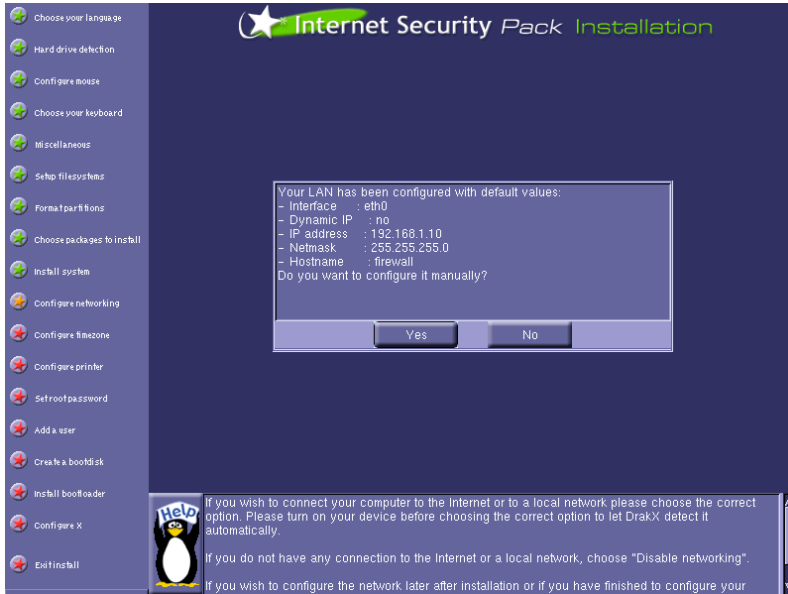 Internet Security Pack Installation
Choose your language
Hard drive detection
Configure mouse
Choose your keyboard
Miscellaneous
Setup filesystems
Format partitions
Choose packages to install
Install system
Configure networking
Configure timezone
Configure printer
Set root password
Add a user
Create a bootdisk
Install bootloader
Configure X
Exit install
Your LAN has been configured with default values:
- Interface : eth0
- Dynamic IP : no
- IP address : 192.168.1.10
- Netmask : 255.255.255.0
- Hostname : firewall
Do you want to configure it manually?
Yes No
Help
If you wish to connect your computer to the Internet or to a local network please choose the correct
option. Please turn on your device before choosing the correct option to let DrakX detect it
automatically.
If you do not have any connection to the Internet or a local network, choose "Disable networking".
If you wish to configure the network later after installation or if you have finished to configure your